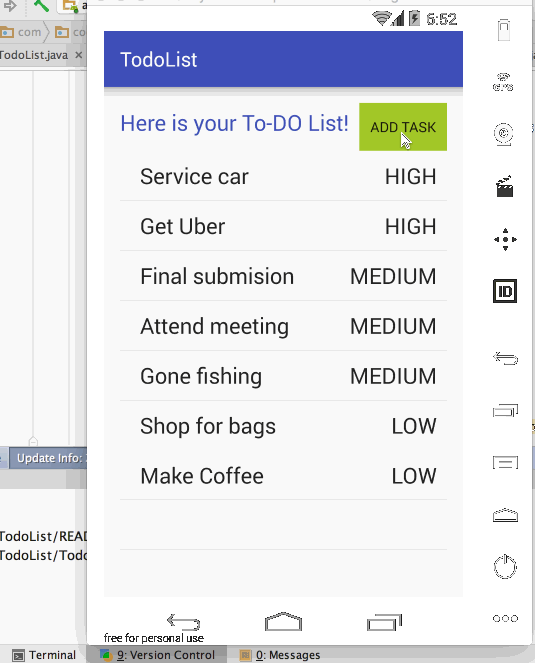 6:52
com
co
TodoList.java
TodoList
Here is your To-DO List!
ADD TASK
GPS
Service car
HIGH
Get Uber
HIGH
Final submision
MEDIUM
ID
Attend meeting
MEDIUM
Gone fishing
MEDIUM
Shop for bags
LOW
Update Info:
Make Coffee
LOW
TodoList/READ
TodoList/Todo
free for personal use
Terminal
9: Version Control
0: Messages